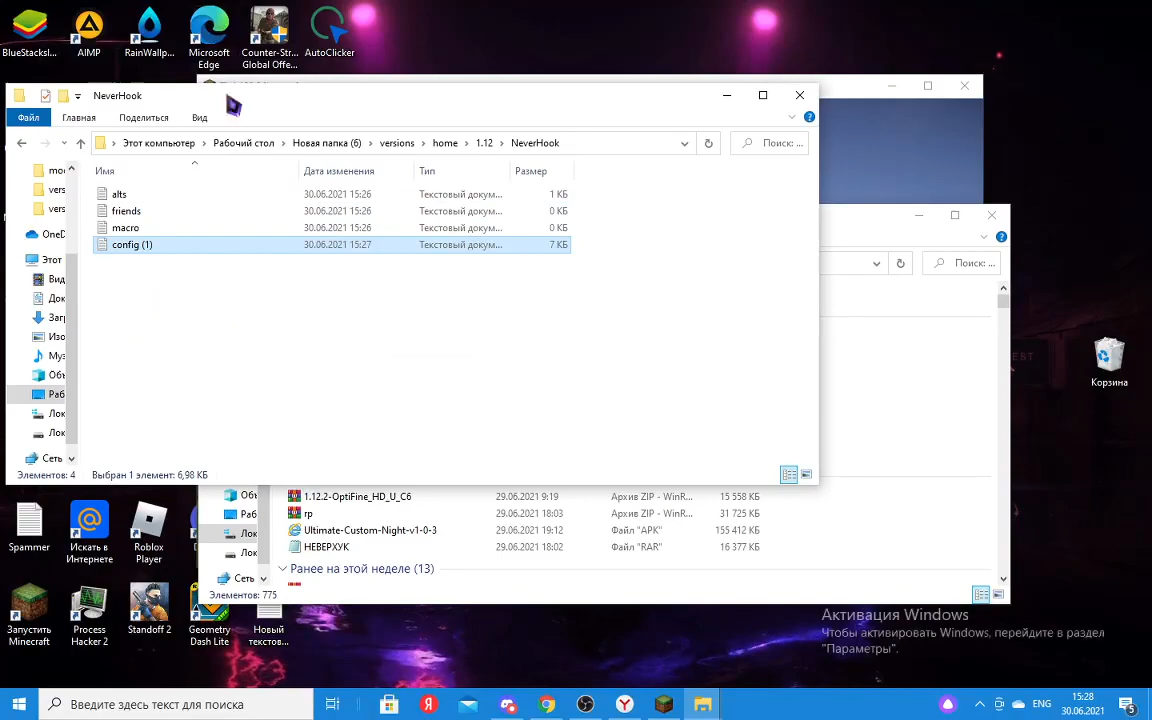 BlueStacksI...
AIMP
RainWallp...
Microsoft Edge
Counter-Str... Global Offe...
AutoClicker
NeverHook
Файл
Главная
Поделиться
Вид
Этот компьютер
Рабочий стол
Новая папка (6)
versions
home
1.12
NeverHook
Поиск: ...
Имя
Дата изменения
Тип
Размер
alts 30.06.2021 15:26 Текстовый докум... 1 КБ
friends 30.06.2021 15:26 Текстовый докум... 0 КБ
macro 30.06.2021 15:26 Текстовый докум... 0 КБ
config (1) 30.06.2021 15:27 Текстовый докум... 7 КБ
mo
vers
vers
OneD
Этот
Вид
Док
Загр
Изо
Муз
Объ
Раб
Лок
Лок
Сеть
Элементов: 4
Выбран 1 элемент: 6,98 КБ
Поиск: ...
EST
Корзина
Объ
Раб
Лок
Лок
Сеть
1.12.2-OptiFine_HD_U_C6 29.06.2021 9:19 Архив ZIP - WinR... 15 558 КБ
rp 29.06.2021 18:03 Архив ZIP - WinR... 31 725 КБ
Ultimate-Custom-Night-v1-0-3 29.06.2021 19:12 Файл "APK" 155 412 КБ
НЕВЕРХУК 29.06.2021 18:02 Файл "RAR" 16 377 КБ
Ранее на этой неделе (13)
Элементов: 775
Spammer
Искать в Интернете
Roblox Player
Запустить Minecraft
Process Hacker 2
Standoff 2
Geometry Dash Lite
Новый текстов...
Активация Windows
Чтобы активировать Windows, перейдите в раздел
"Параметры".
Введите здесь текст для поиска
ENG
15:28
30.06.2021
5